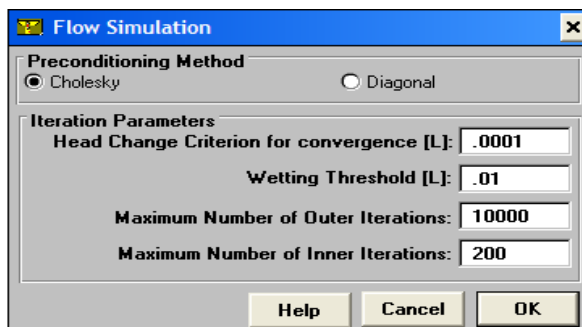 Flow Simulation
Preconditioning Method
Cholesky Diagonal
Iteration Parameters
Head Change Criterion for convergence [L]: .0001
Wetting Threshold [L]: .01
Maximum Number of Outer Iterations: 10000
Maximum Number of Inner Iterations: 200
Help Cancel OK